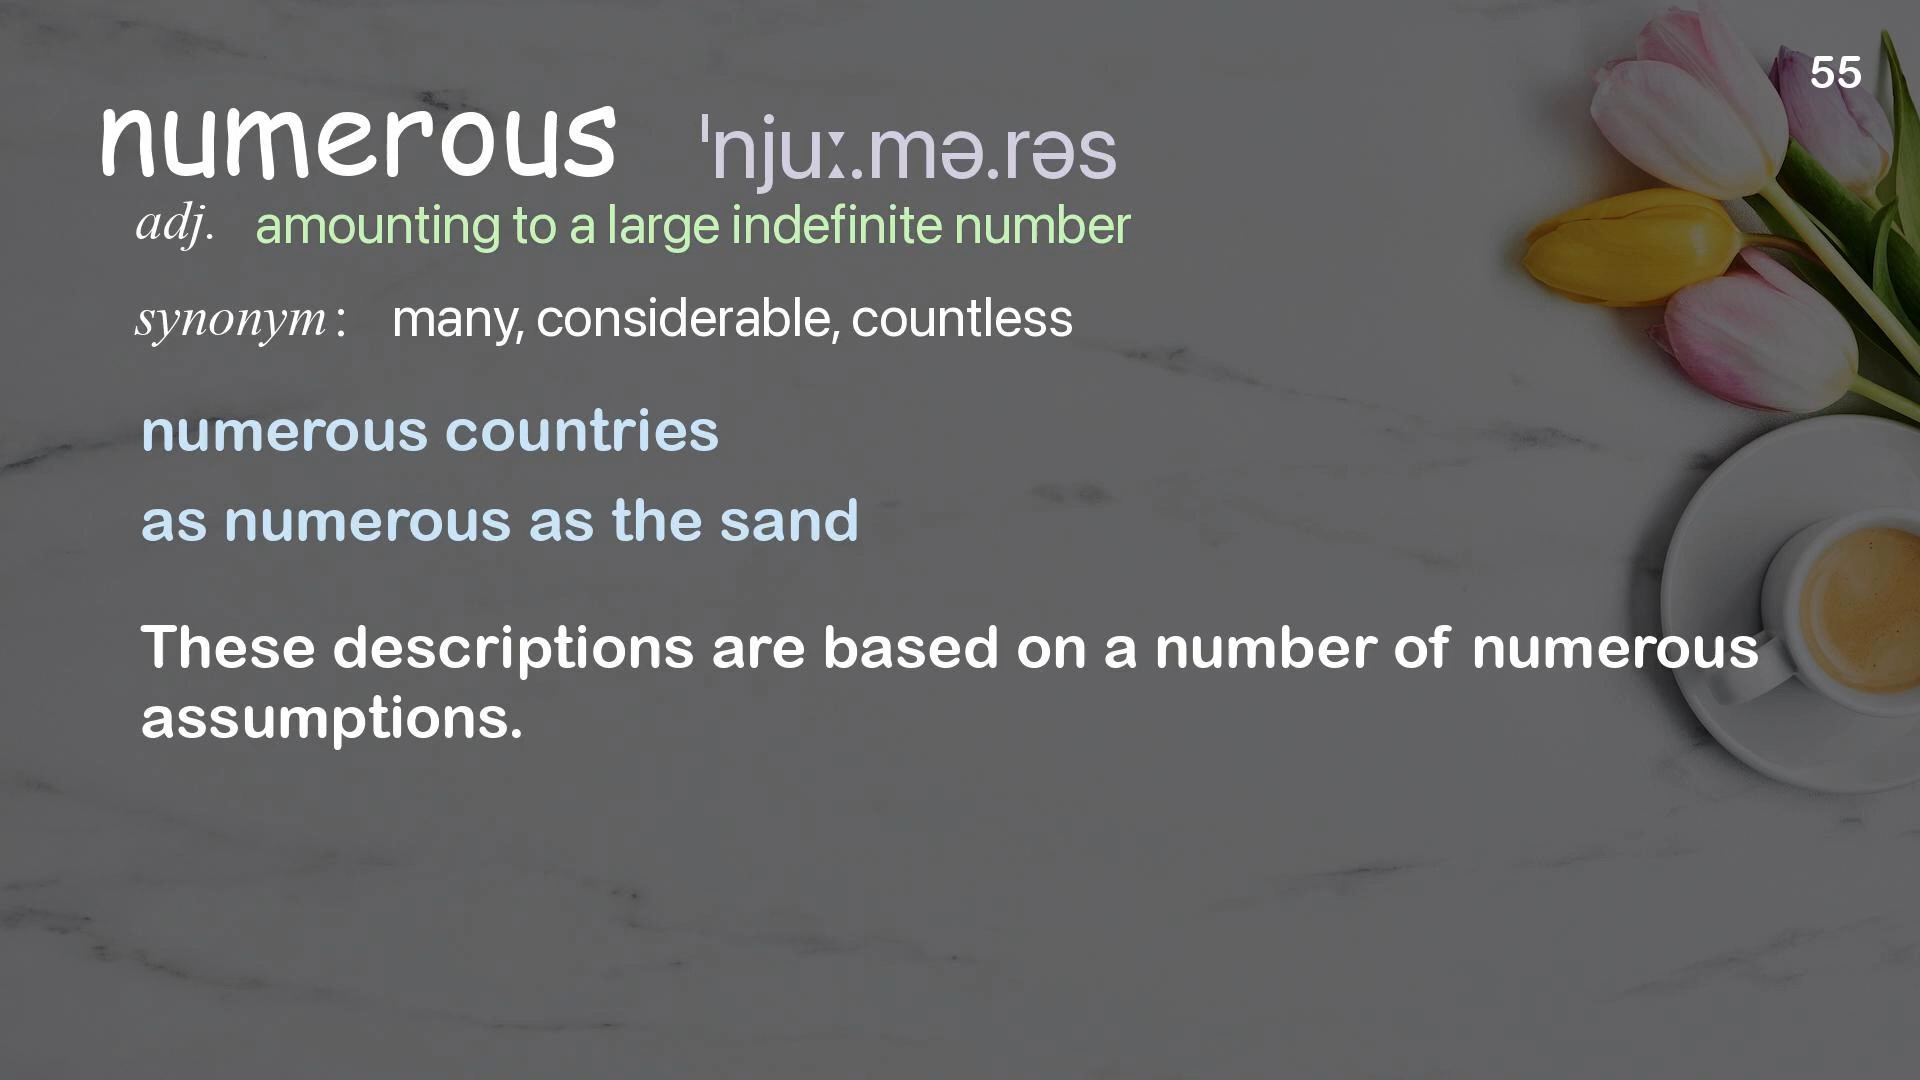 55
numerous ˈnjuː.mə.rəs
adj. amounting to a large indefinite number
synonym: many, considerable, countless
numerous countries
as numerous as the sand
These descriptions are based on a number of numerous
assumptions.